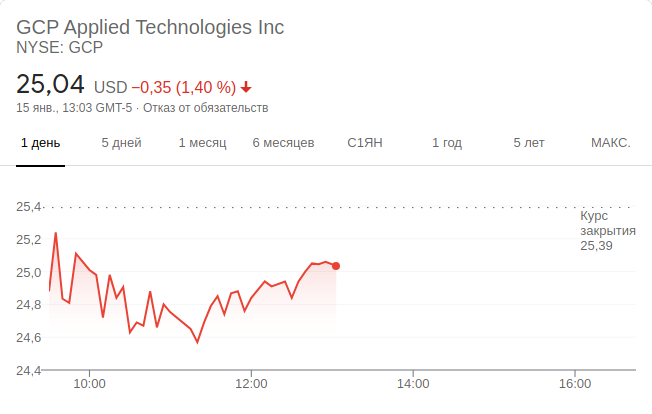 GCP Applied Technologies Inc
NYSE: GCP
25,04 USD −0,35 (1,40 %)
15 янв., 13:03 GMT-5 · Отказ от обязательств
1 день 5 дней 1 месяц 6 месяцев С1ЯН 1 год 5 лет МАКС.
25,4
Курс
закрытия
25,39
25,2
25,0
24,8
24,6
24,4
10:00 12:00 14:00 16:00